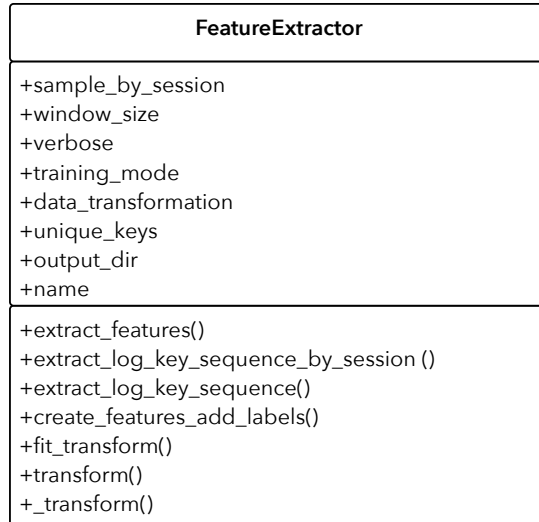 FeatureExtractor
+sample_by_session
+window_size
+verbose
+training_mode
+data_transformation
+unique_keys
+output_dir
+name
+extract_features()
+extract_log_key_sequence_by_session ()
+extract_log_key_sequence()
+create_features_add_labels()
+fit_transform()
+transform()
+_transform()